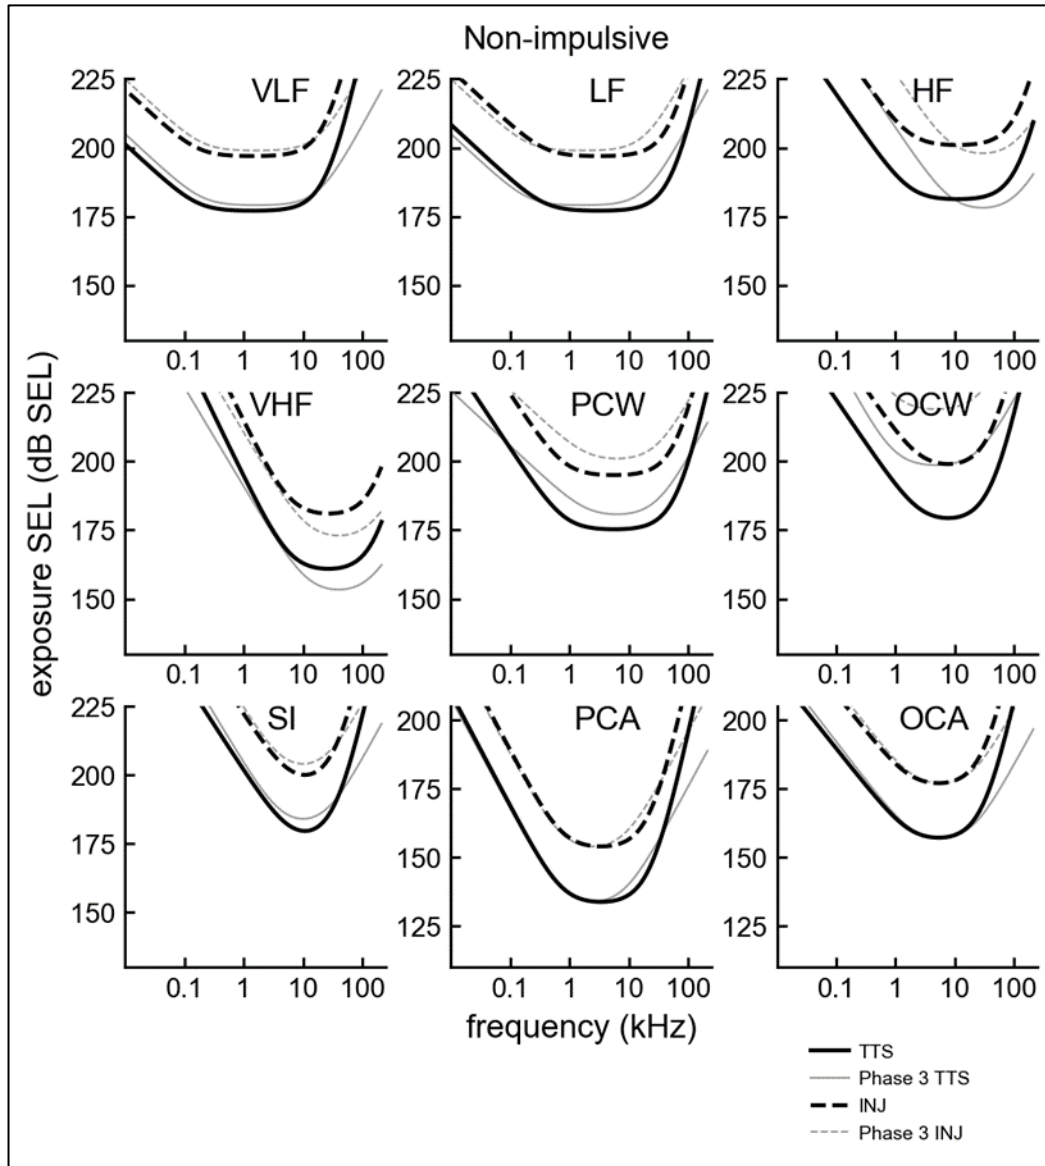 Non-impulsive
225
200
175
150
VLF
0.1 1 10 100
LF
225
200
175
150
0.1 1 10 100
HF
225
200
175
150
0.1 1 10 100
exposure SEL (dB SEL)
VHF
225
200
175
150
0.1 1 10 100
PCW
225
200
175
150
0.1 1 10 100
OCW
225
200
175
150
0.1 1 10 100
SI
225
200
175
150
0.1 1 10 100
PCA
200
175
150
125
0.1 1 10 100
OCA
200
175
150
125
0.1 1 10 100
frequency (kHz)
TTS
Phase 3 TTS
INJ
Phase 3 INJ